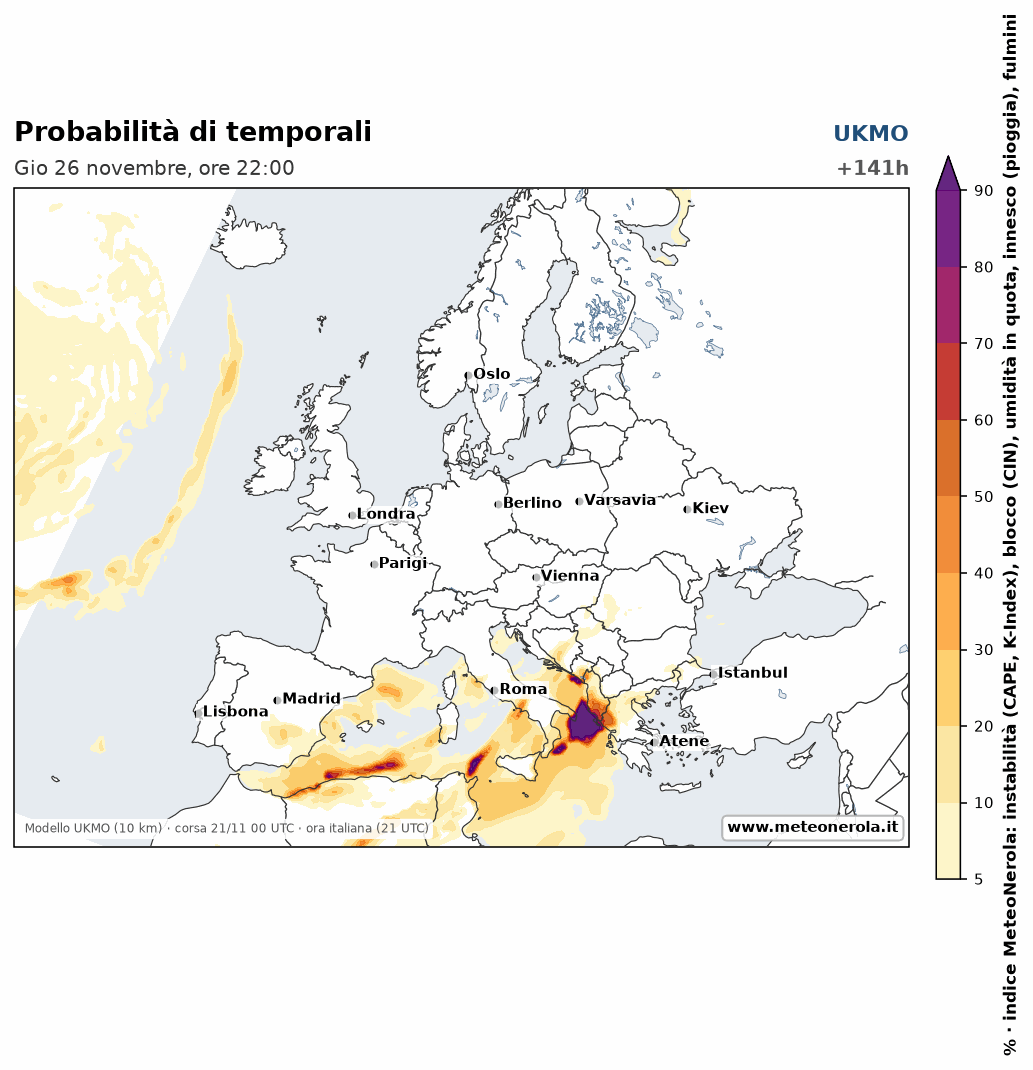 Probabilità di temporali
UKMO
Gio 26 novembre, ore 22:00
+141h
Oslo
Berlino
Varsavia
Kiev
Londra
Parigi
Vienna
Istanbul
Roma
Madrid
Lisbona
Atene
Modello UKMO (10 km) · corsa 21/11 00 UTC · ora italiana (21 UTC)
www.meteonerola.it
90
80
70
60
50
40
30
20
10
5
% · indice MeteoNerola: instabilità (CAPE, K-Index), blocco (CIN), umidità in quota, innesco (pioggia), fulmini